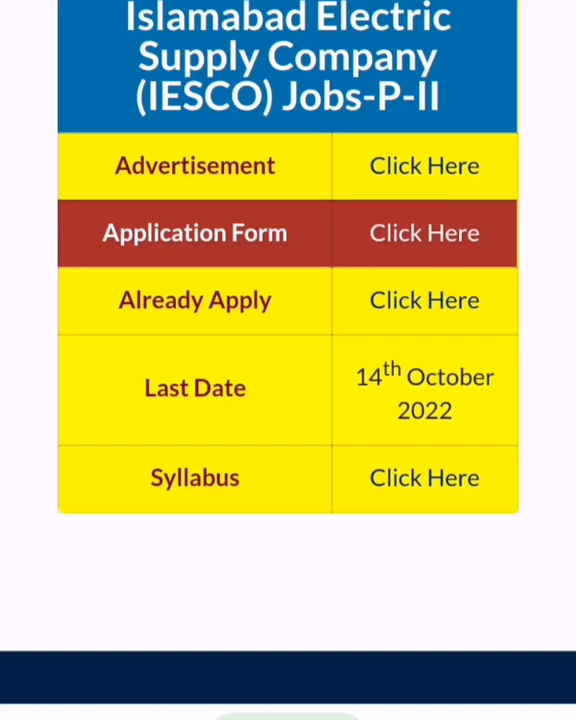 Islamabad Electric
Supply Company
(IESCO) Jobs-P-II
Advertisement Click Here
Application Form Click Here
Already Apply Click Here
Last Date 14th October
2022
Syllabus Click Here